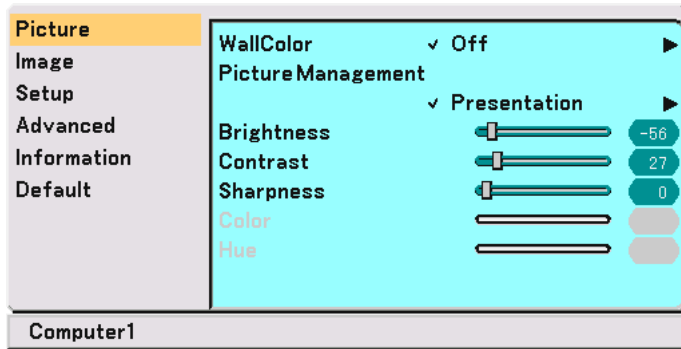 Picture
Image
Setup
Advanced
Information
Default
WallColor ✓ Off ▶
Picture Management
✓ Presentation ▶
Brightness -56
Contrast 27
Sharpness 0
Color
Hue
Computer1